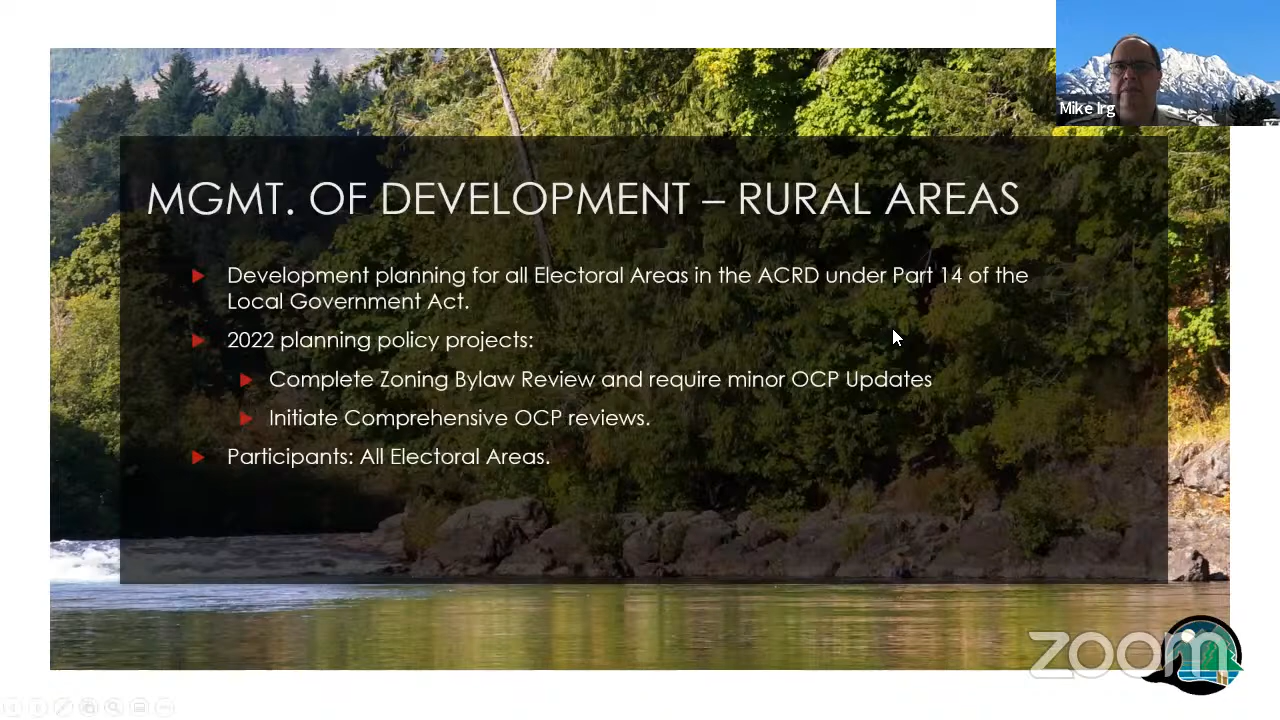 Mike Irg
MGMT. OF DEVELOPMENT – RURAL AREAS
Development planning for all Electoral Areas in the ACRD under Part 14 of the
Local Government Act.
2022 planning policy projects:
Complete Zoning Bylaw Review and require minor OCP Updates
Initiate Comprehensive OCP reviews.
Participants: All Electoral Areas.
zoom